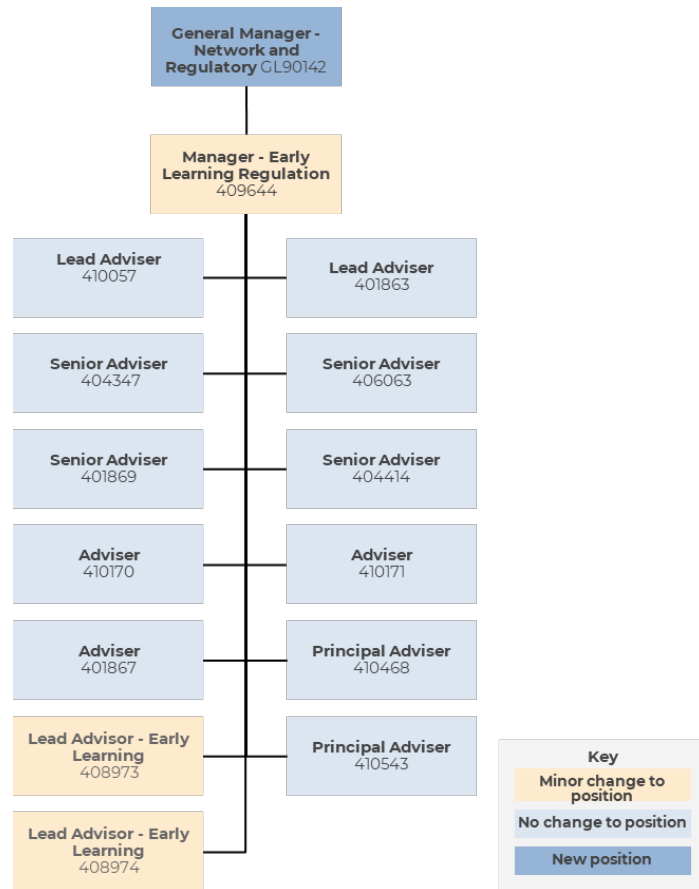 General Manager -
Network and
Regulatory GL90142
Manager - Early
Learning Regulation
409644
Lead Adviser
410057
Lead Adviser
401863
Senior Adviser
404347
Senior Adviser
406063
Senior Adviser
401869
Senior Adviser
404414
Adviser
410170
Adviser
410171
Adviser
401867
Principal Adviser
410468
Lead Advisor - Early
Learning
408973
Principal Adviser
410543
Lead Advisor - Early
Learning
408974
Key
Minor change to
position
No change to position
New position